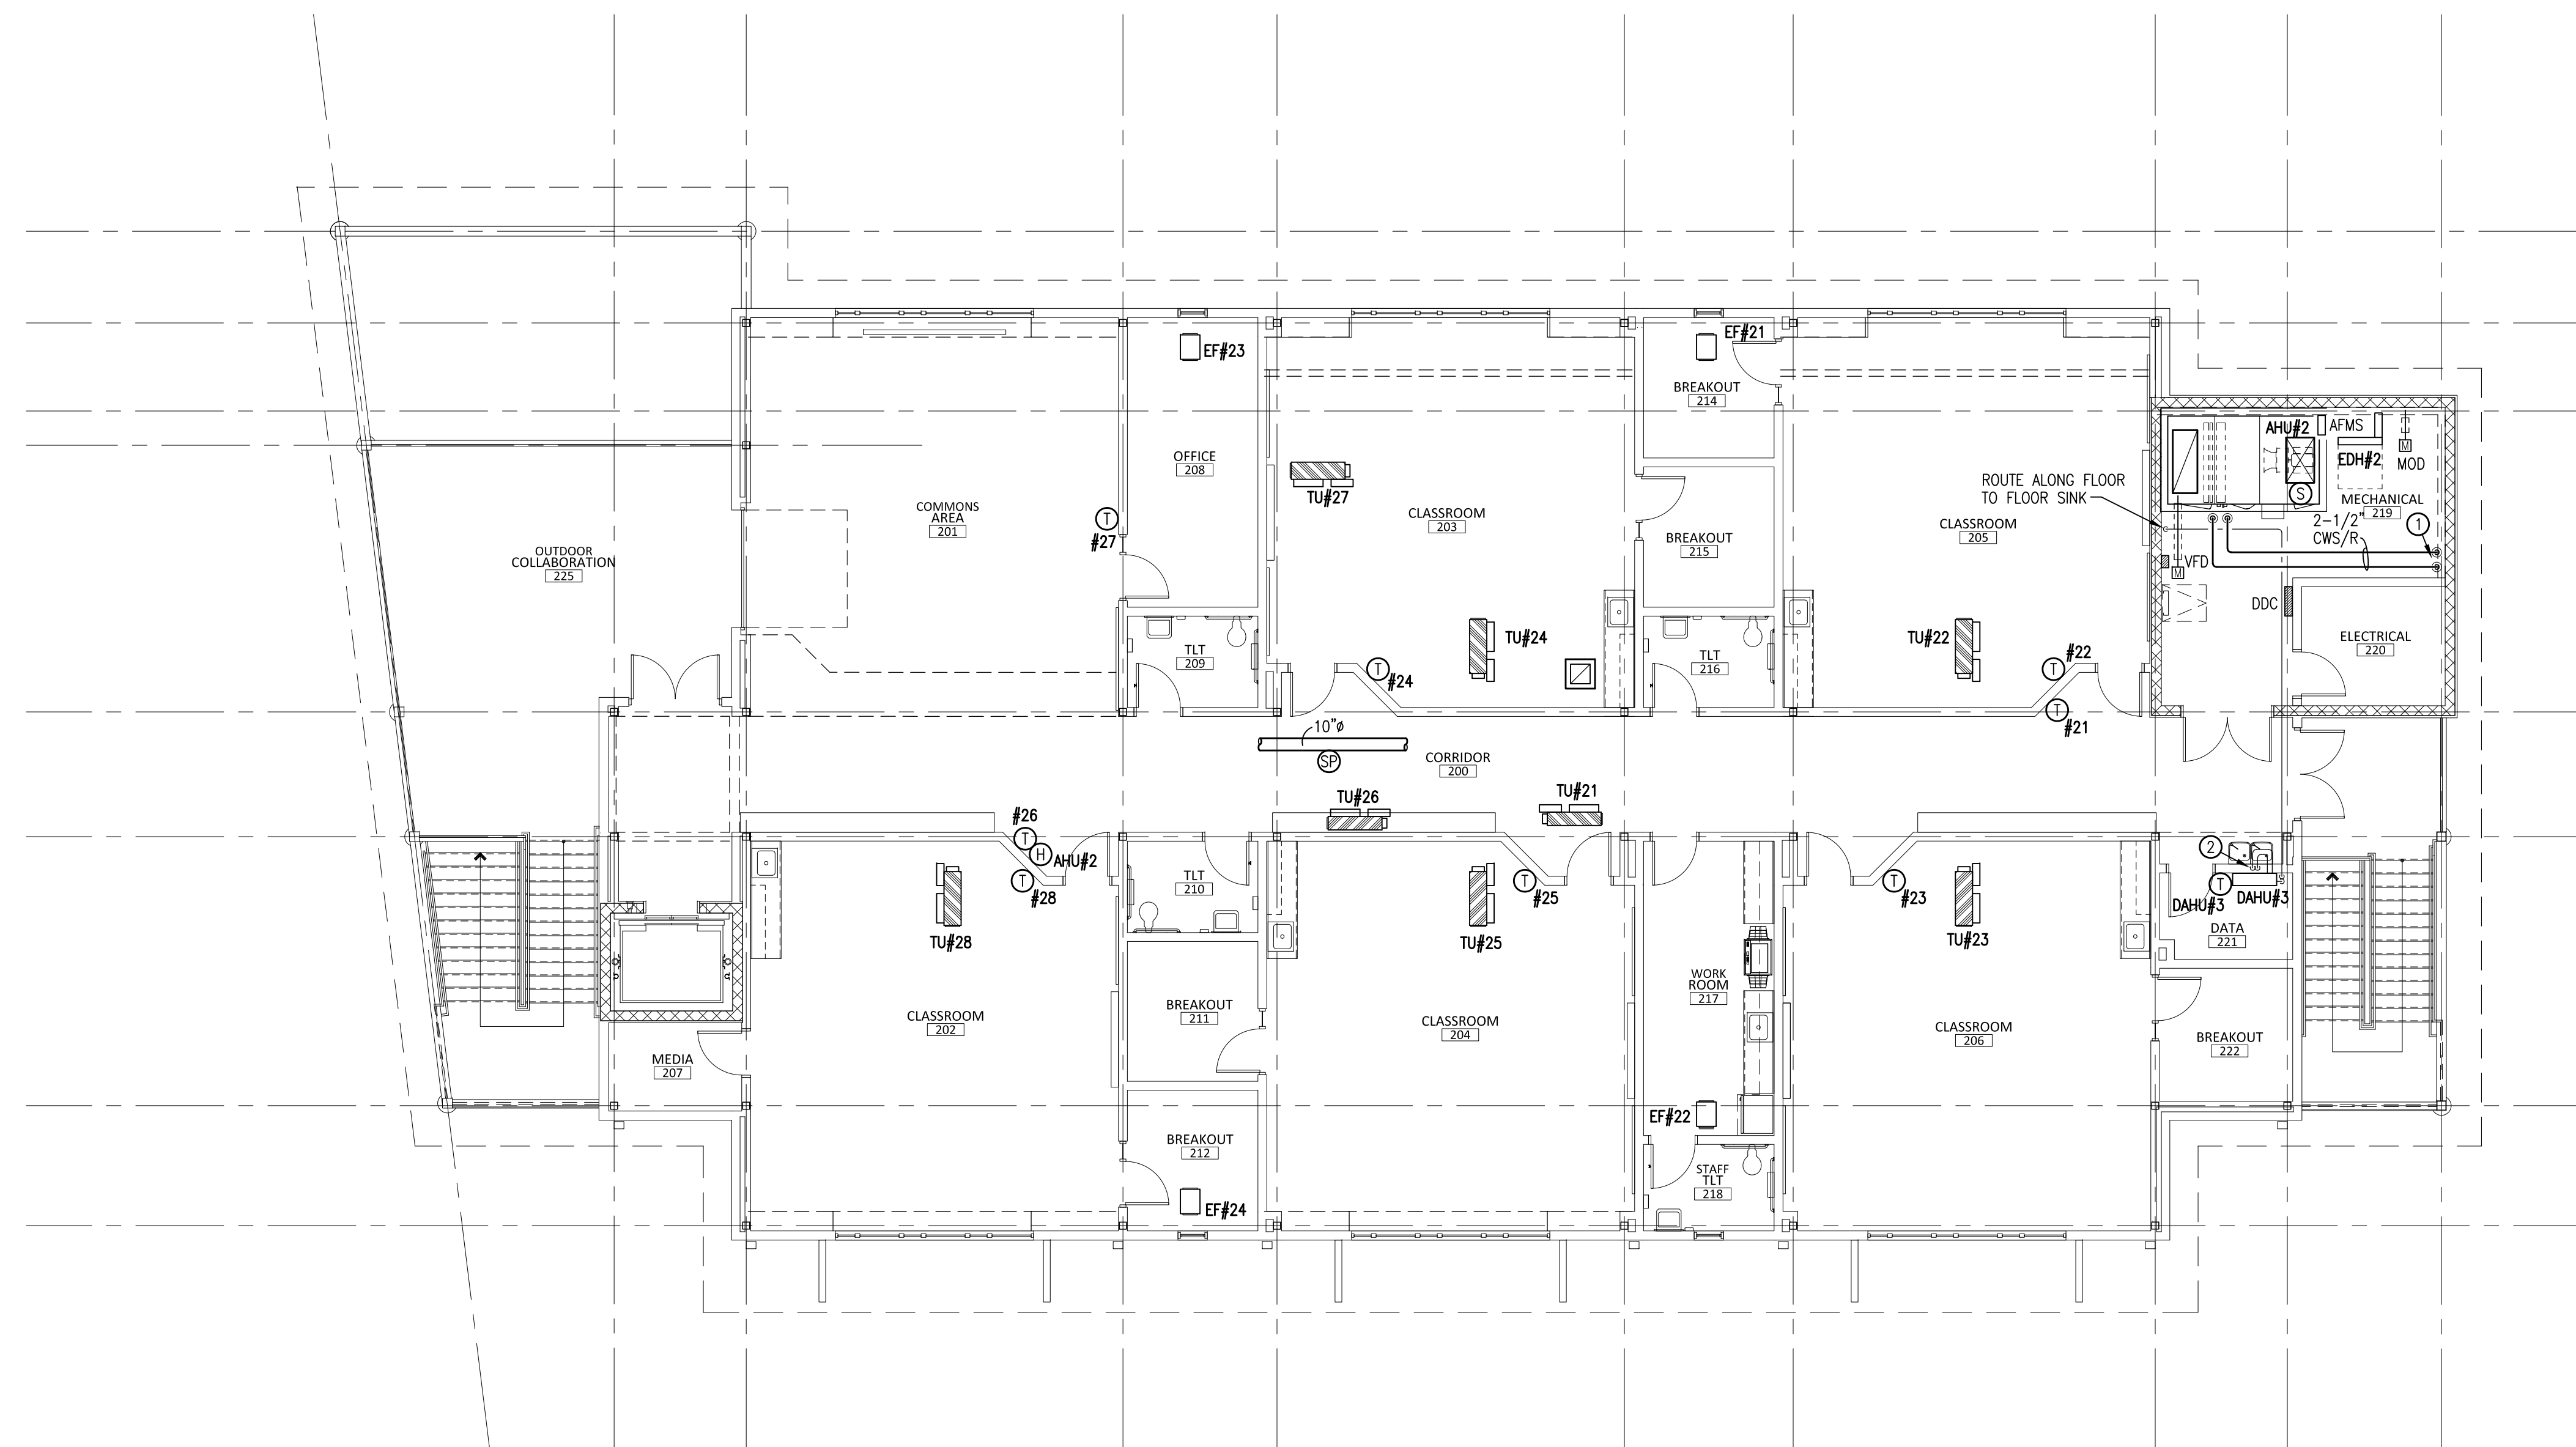 EF#23
EF#21
BREAKOUT
214
OFFICE
208
TU#27
COMMONS
AREA
201
T
#27
CLASSROOM
203
BREAKOUT
215
CLASSROOM
205
ROUTE ALONG FLOOR
TO FLOOR SINK
AHU#2
AFMS
EDH#2
M
MOD
S
MECHANICAL
219
2-1/2"
CWS/R
1
VFD
M
DDC
ELECTRICAL
220
OUTDOOR
COLLABORATION
225
TLT
209
TU#24
T
#24
TLT
216
TU#22
#22
T
T
#21
10"ø
SP
CORRIDOR
200
TU#26
TU#21
#26
T
H
AHU#2
T
#28
TU#28
TLT
210
T
#25
TU#25
T
#23
TU#23
2
T
DAHU#3
DAHU#3
DATA
221
WORK
ROOM
217
CLASSROOM
202
BREAKOUT
211
CLASSROOM
204
CLASSROOM
206
BREAKOUT
222
MEDIA
207
EF#22
BREAKOUT
212
EF#24
STAFF
TLT
218